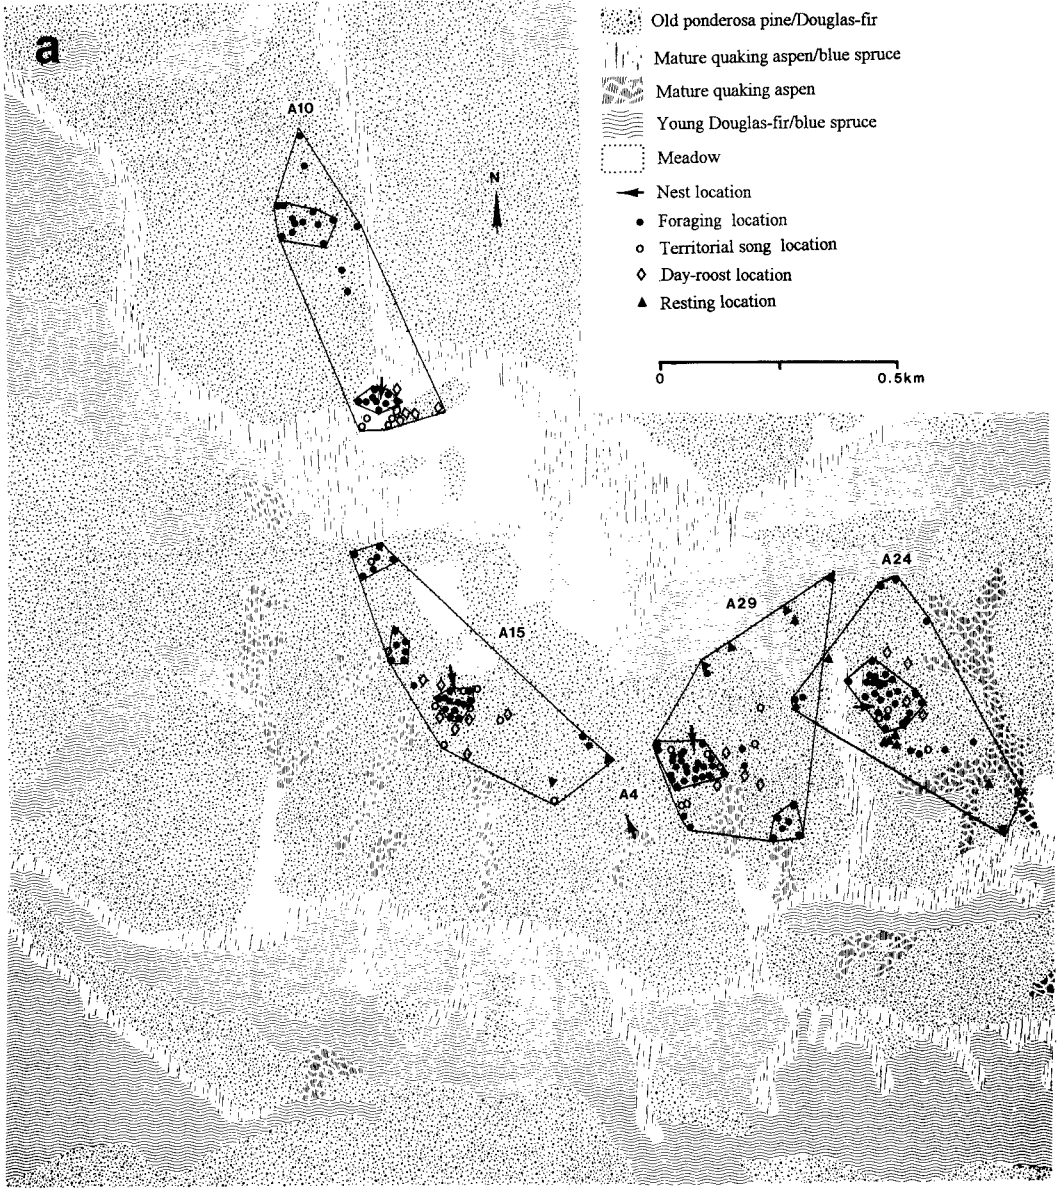 a
Old ponderosa pine/Douglas-fir
Mature quaking aspen/blue spruce
Mature quaking aspen
Young Douglas-fir/blue spruce
Meadow
Nest location
Foraging location
Territorial song location
Day-roost location
Resting location
0
0.5km
N
A10
A15
A29
A24
A4